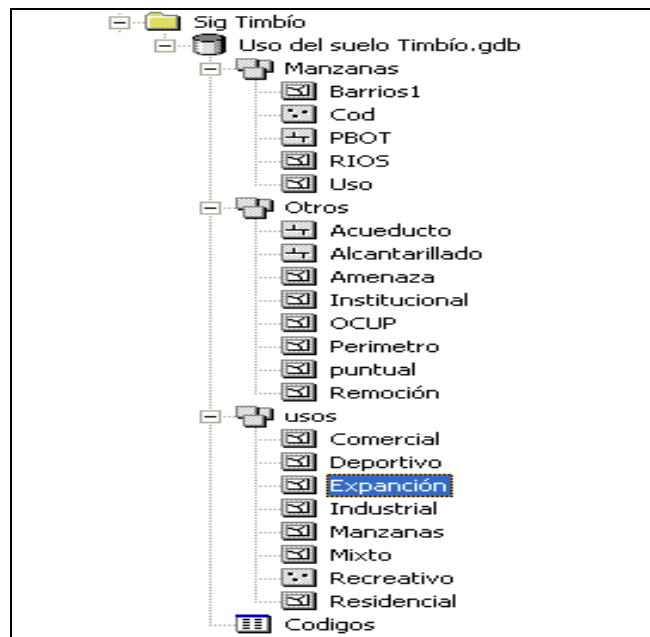 Sig Timbío
Uso del suelo Timbío.gdb
Manzanas
Barrios1
Cod
PBOT
RIOS
Uso
Otros
Acueducto
Alcantarillado
Amenaza
Institucional
OCUP
Perimetro
puntual
Remoción
usos
Comercial
Deportivo
Expanción
Industrial
Manzanas
Mixto
Recreativo
Residencial
Codigos